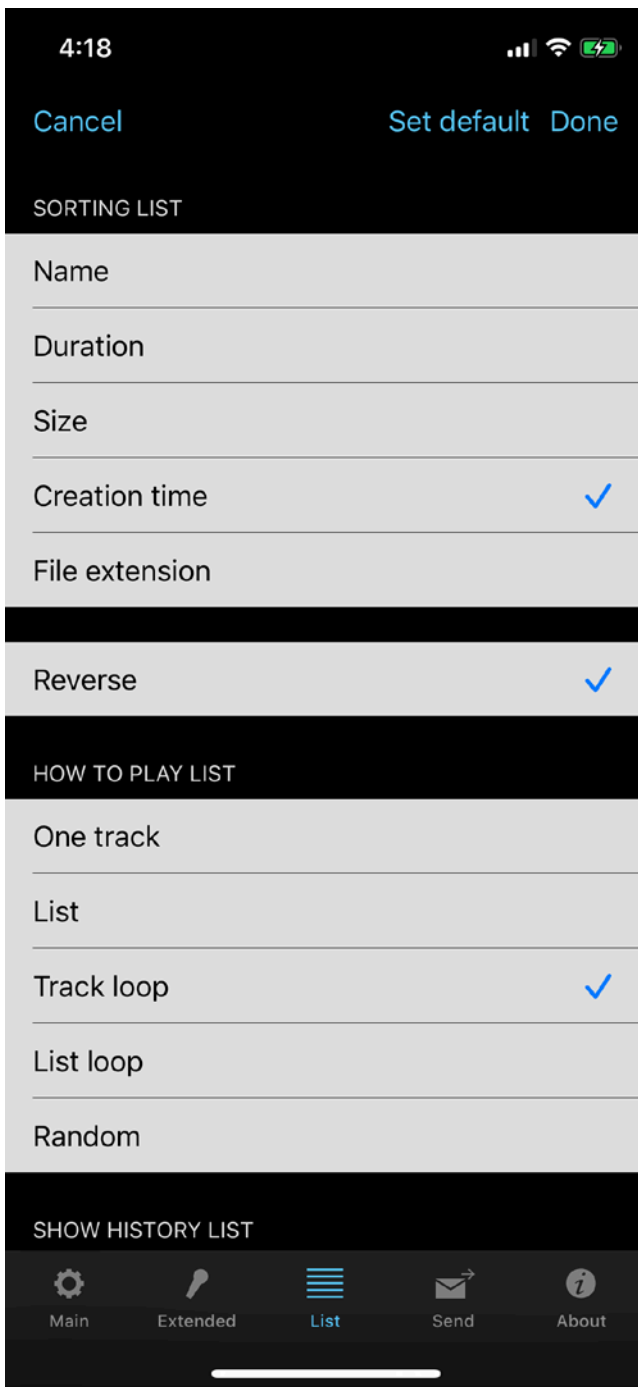 4:18
Cancel Set default Done
SORTING LIST
Name
Duration
Size
Creation time
File extension
Reverse
HOW TO PLAY LIST
One track
List
Track loop
List loop
Random
SHOW HISTORY LIST
Main Extended List Send About